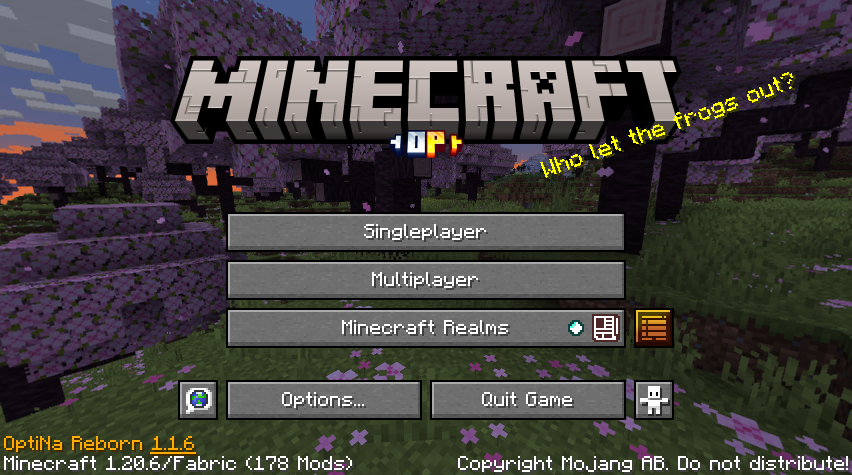 MINECRAFT
OP
Who let the frogs out?
Singleplayer
Multiplayer
Minecraft Realms
Options...
Quit Game
OptiNa Reborn 1.1.6
Minecraft 1.20.6/Fabric (178 Mods)
Copyright Mojang AB. Do not distribute!